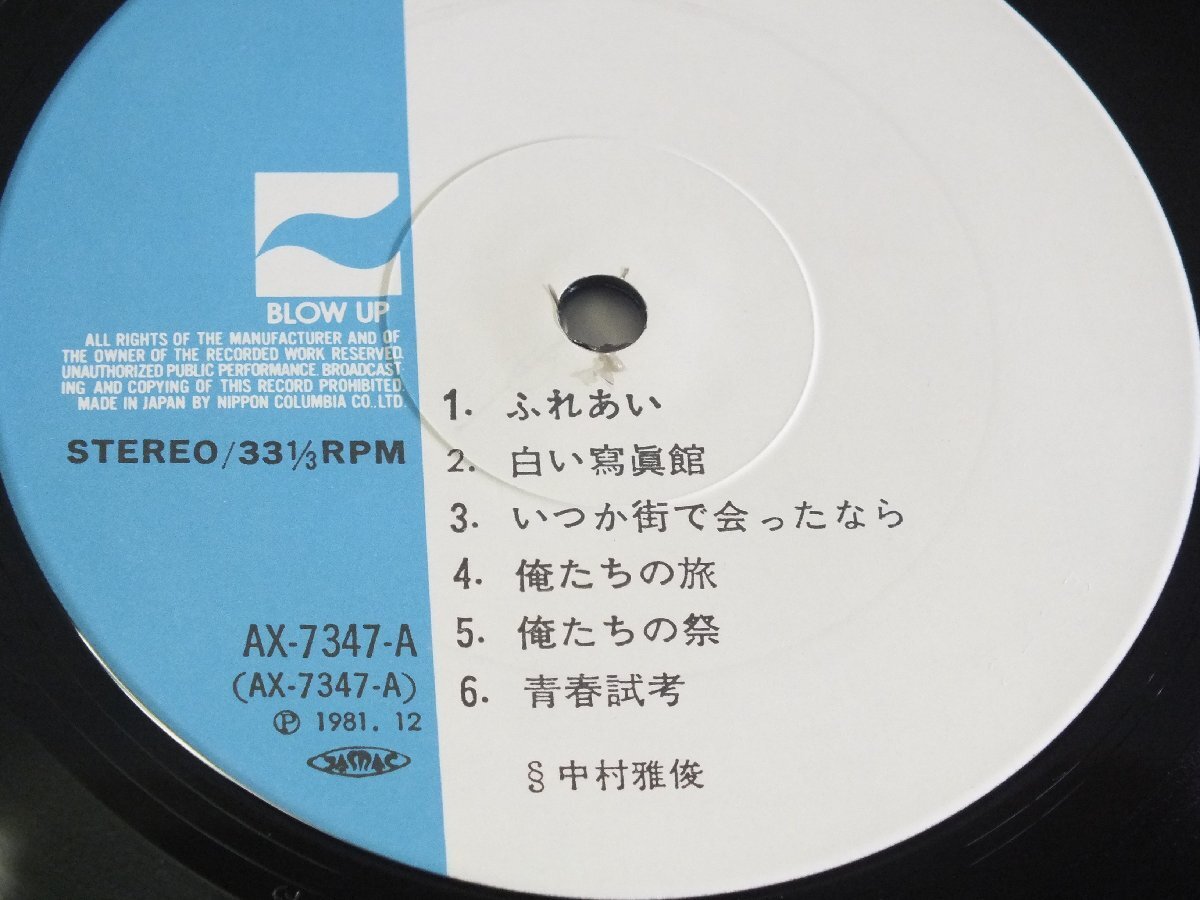 BLOW UP
ALL RIGHTS OF THE MANUFACTURER AND OF
THE OWNER OF THE RECORDED WORK RESERVED.
UNAUTHORIZED PUBLIC PERFORMANCE. BROADCAST
ING AND COPYING OF THIS RECORD PROHIBITED.
MADE IN JAPAN BY NIPPON COLUMBIA CO.,LTD.
STEREO/33⅓RPM
AX-7347-A
(AX-7347-A)
Ⓟ 1981. 12
1. ふれあい
2. 白い寫眞館
3. いつか街で会ったなら
4. 俺たちの旅
5. 俺たちの祭
6. 青春試考
§中村雅俊